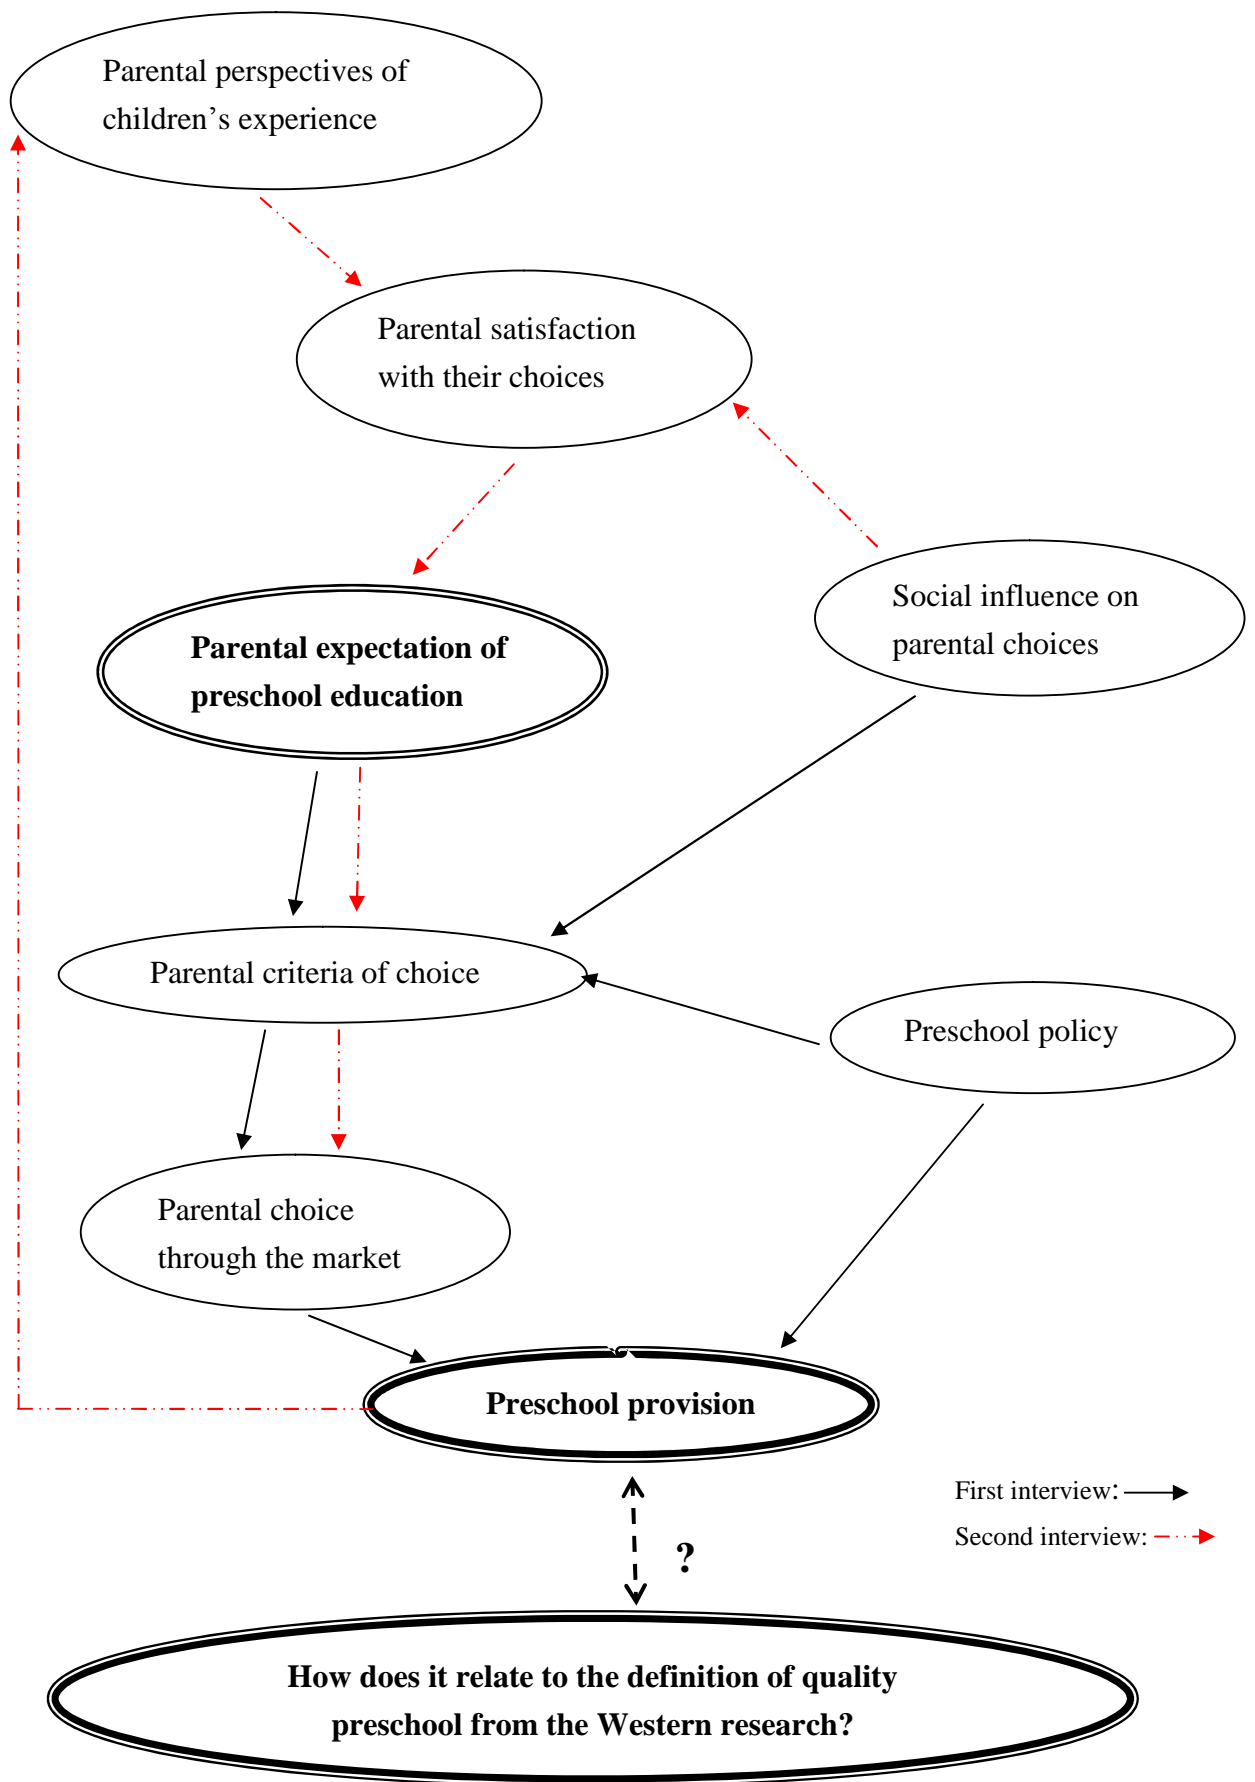 Parental perspectives of
children’s experience
Parental satisfaction
with their choices
Social influence on
parental choices
Parental expectation of
preschool education
Parental criteria of choice
Preschool policy
Parental choice
through the market
Preschool provision
First interview:
Second interview:
?
How does it relate to the definition of quality
preschool from the Western research?